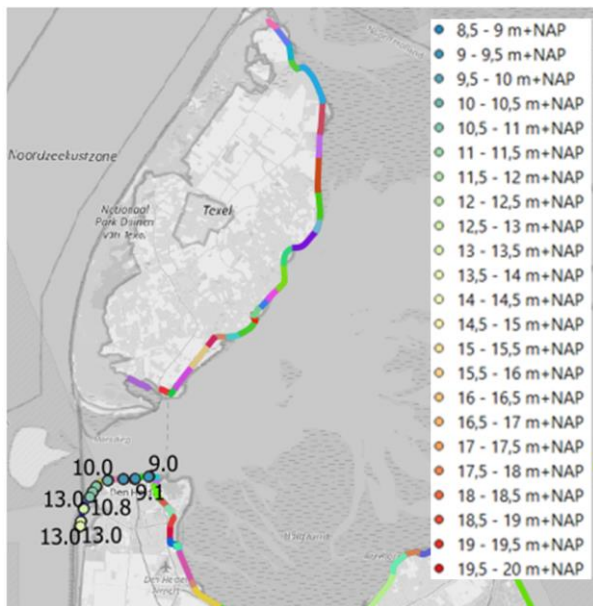 8,5 - 9 m+NAP
9 - 9,5 m+NAP
9,5 - 10 m+NAP
10 - 10,5 m+NAP
10,5 - 11 m+NAP
11 - 11,5 m+NAP
11,5 - 12 m+NAP
12 - 12,5 m+NAP
12,5 - 13 m+NAP
13 - 13,5 m+NAP
13,5 - 14 m+NAP
14 - 14,5 m+NAP
14,5 - 15 m+NAP
15 - 15,5 m+NAP
15,5 - 16 m+NAP
16 - 16,5 m+NAP
16,5 - 17 m+NAP
17 - 17,5 m+NAP
17,5 - 18 m+NAP
18 - 18,5 m+NAP
18,5 - 19 m+NAP
19 - 19,5 m+NAP
19,5 - 20 m+NAP
Noordzeekustzone
Nationaal
Park Duinen
van Texel
Texel
10.0
9.0
Den
9.1
13.0
10.8
13.0
13.0
Den Helder